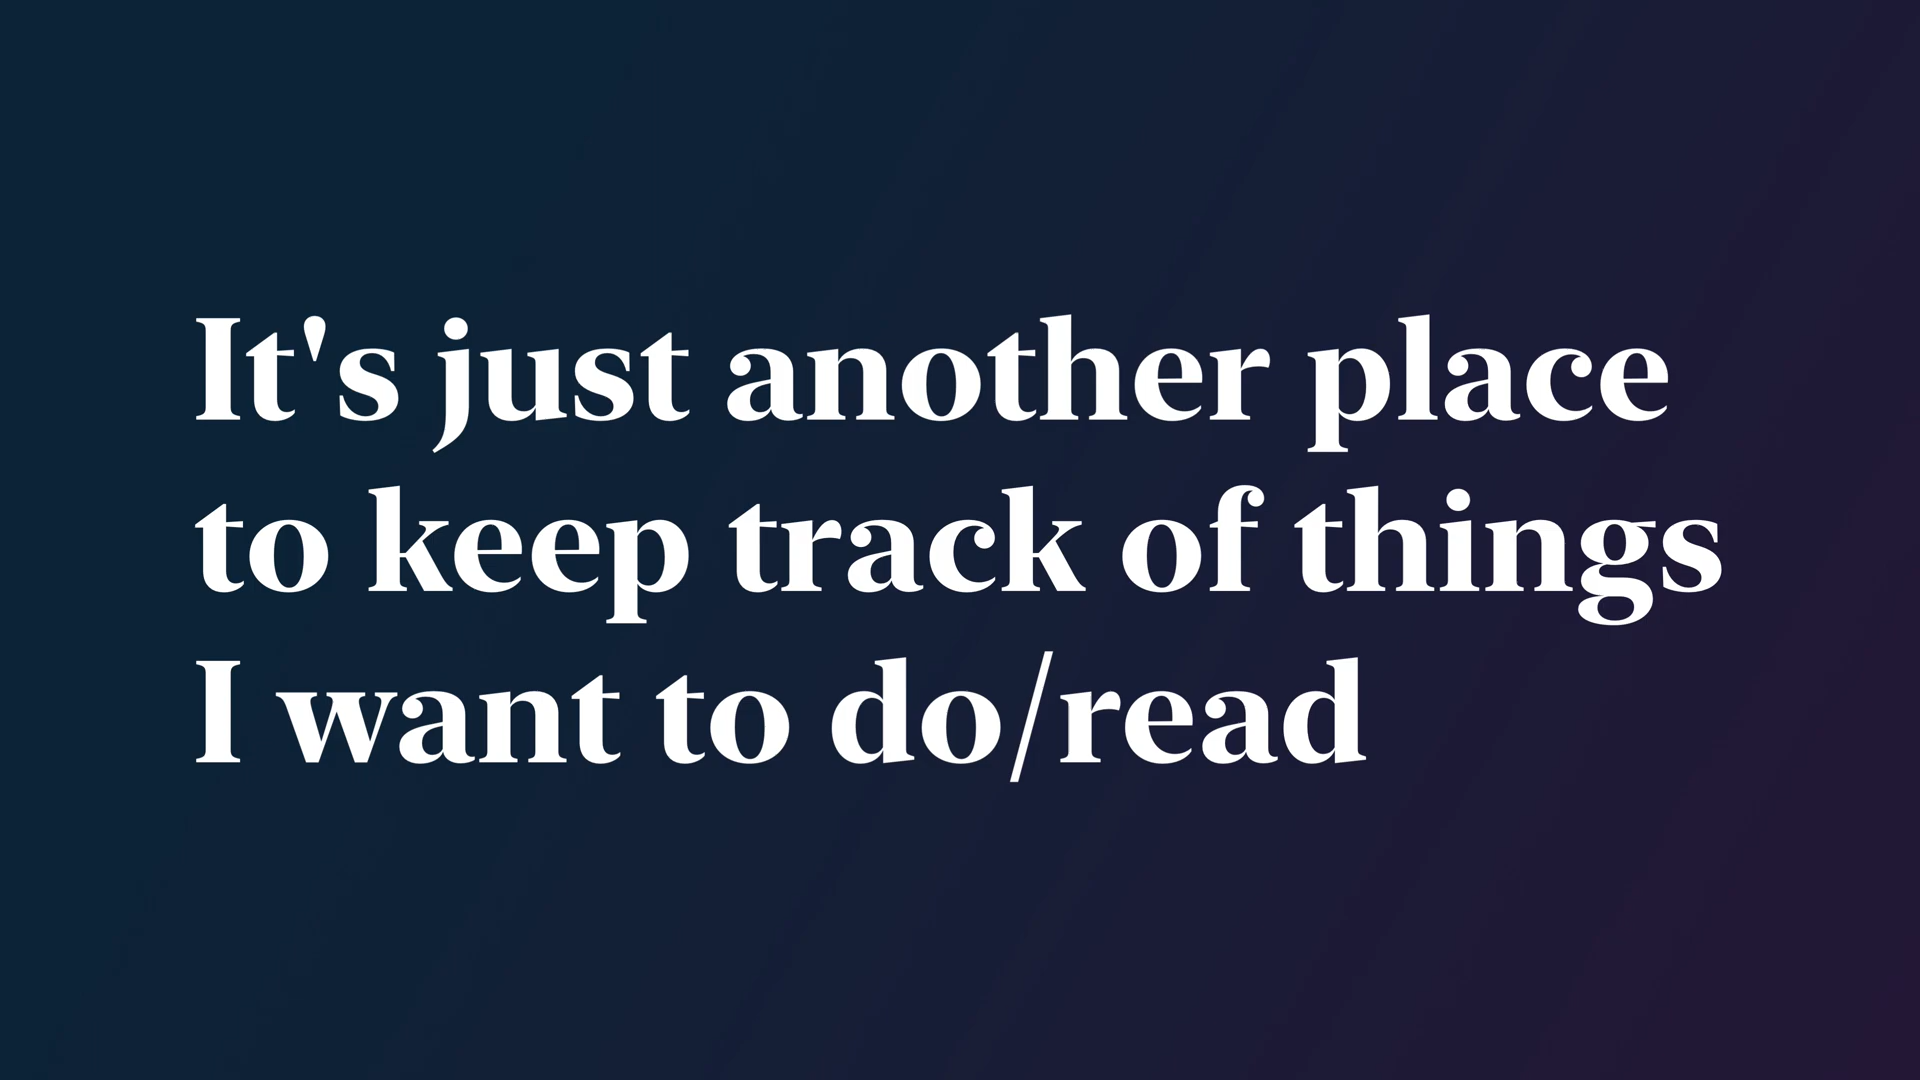 It's just another place
to keep track of things
I want to do/read